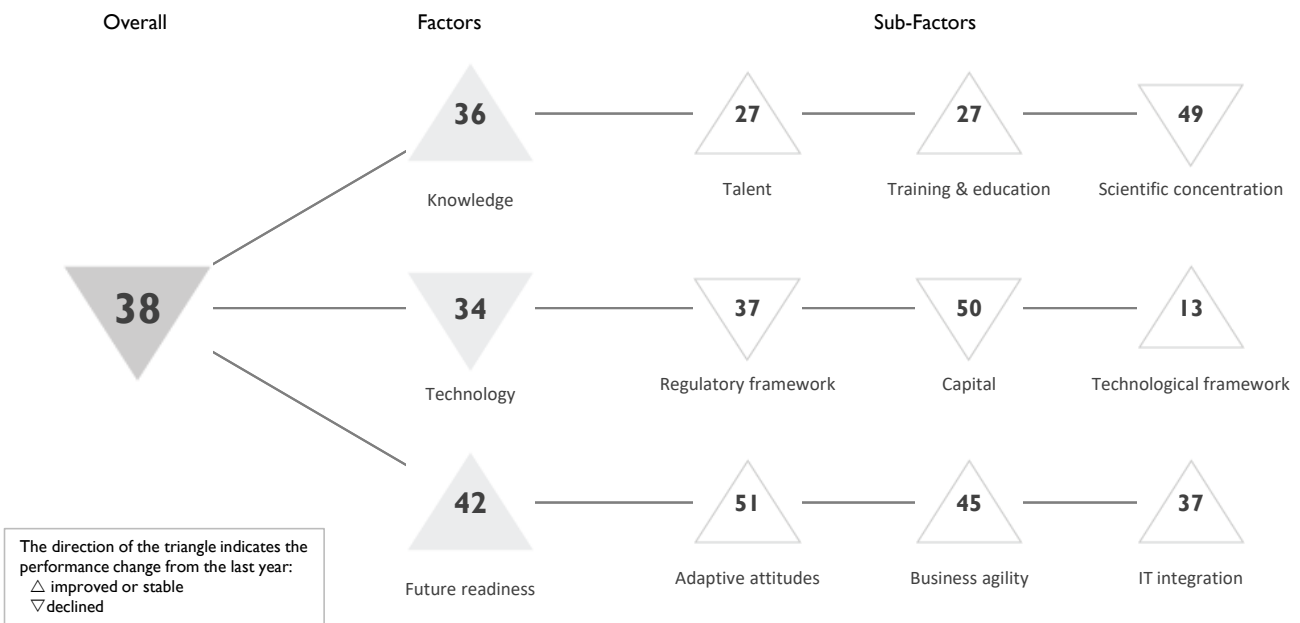 Overall
Factors
Sub-Factors
36
27
27
49
Knowledge
Talent
Training & education
Scientific concentration
38
34
37
50
13
Technology
Regulatory framework
Capital
Technological framework
42
51
45
37
Future readiness
Adaptive attitudes
Business agility
IT integration
The direction of the triangle indicates the
performance change from the last year:
△ improved or stable
▽ declined